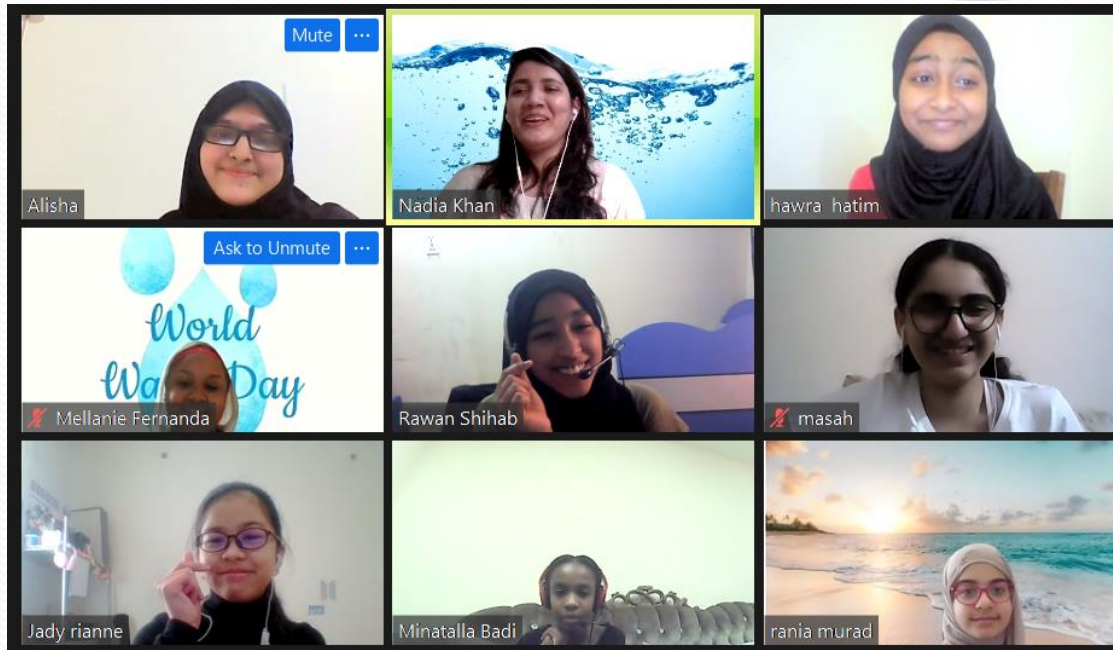 Mute ...
Alisha
Nadia Khan
hawra hatim
Ask to Unmute ...
World
Day
Mellanie Fernanda
Rawan Shihab
masah
Jady rianne
Minatalla Badi
rania murad